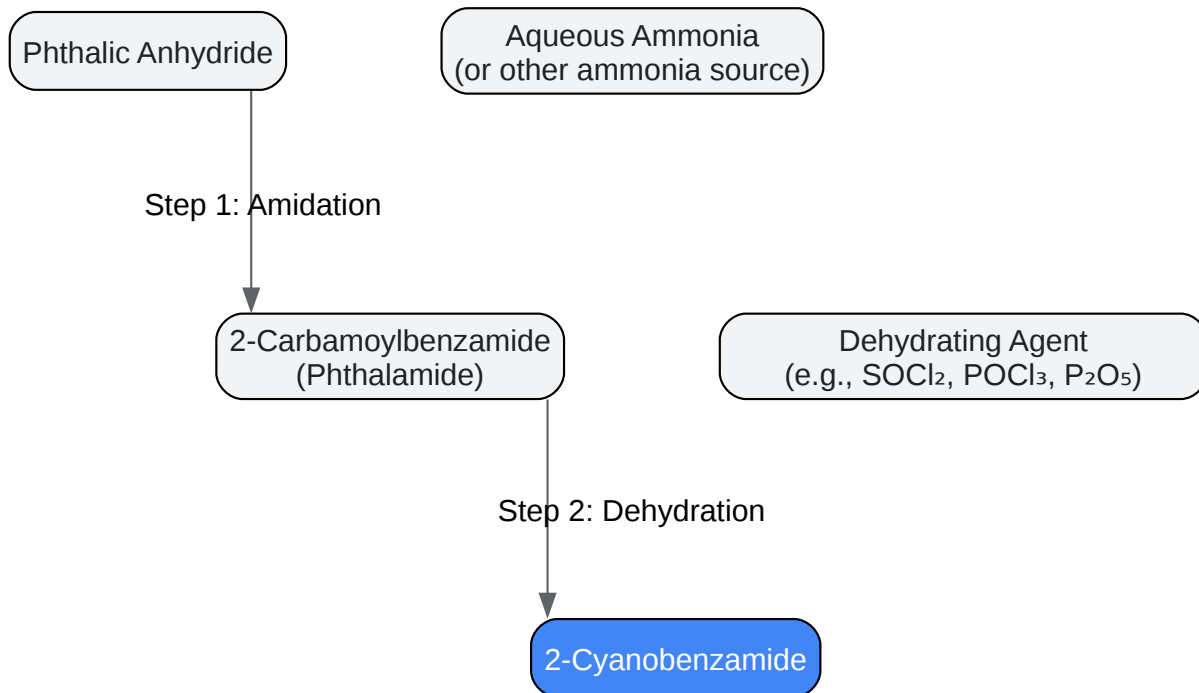 Phthalic Anhydride
Aqueous Ammonia
(or other ammonia source)
Step 1: Amidation
2-Carbamoylbenzamide
(Phthalamide)
Dehydrating Agent
(e.g., SOCl₂, POCl₃, P₂O₅)
Step 2: Dehydration
2-Cyanobenzamide